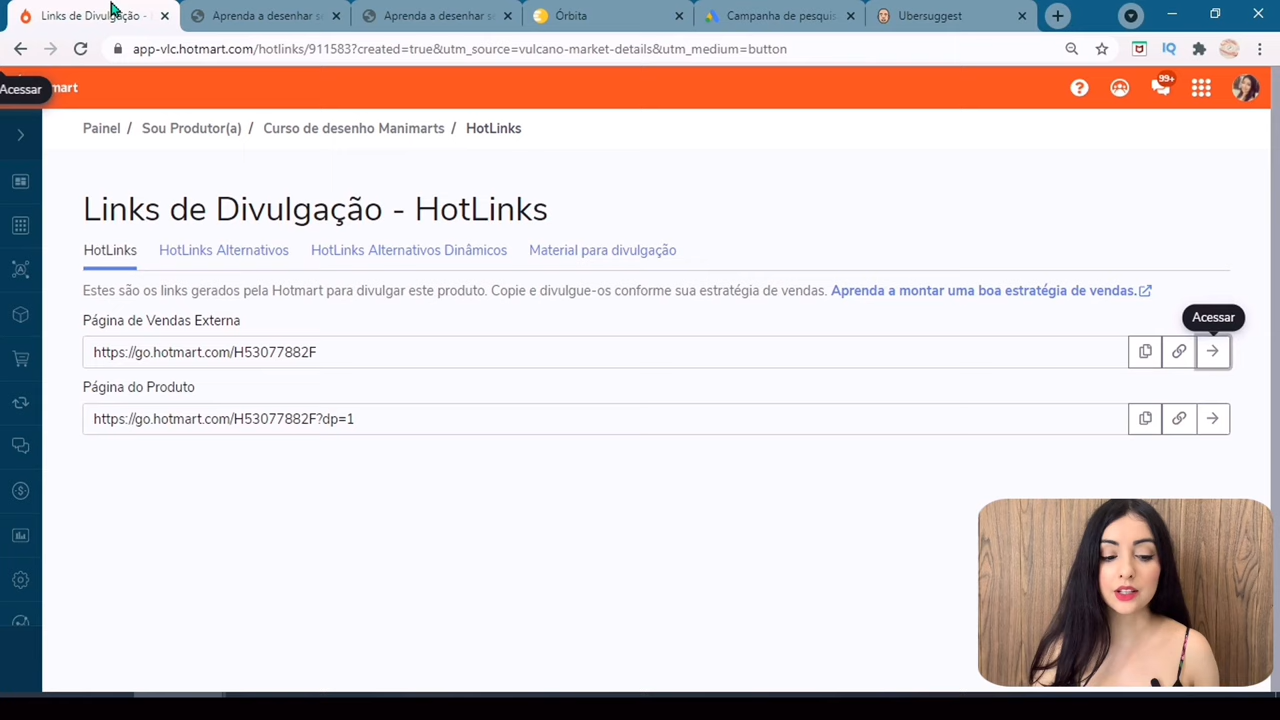 Links de Divulgação -
Aprenda a desenhar s
Aprenda a desenhar s
Órbita
Campanha de pesquis
Ubersuggest
app-vlc.hotmart.com/hotlinks/911583?created=true&utm_source=vulcano-market-details&utm_medium=button
IQ
Acessar
mart
?
99+
Painel / Sou Produtor(a) / Curso de desenho Manimarts / HotLinks
Links de Divulgação - HotLinks
HotLinks
HotLinks Alternativos
HotLinks Alternativos Dinâmicos
Material para divulgação
Estes são os links gerados pela Hotmart para divulgar este produto. Copie e divulgue-os conforme sua estratégia de vendas. Aprenda a montar uma boa estratégia de vendas.
Acessar
Página de Vendas Externa
https://go.hotmart.com/H53077882F
Página do Produto
https://go.hotmart.com/H53077882F?dp=1